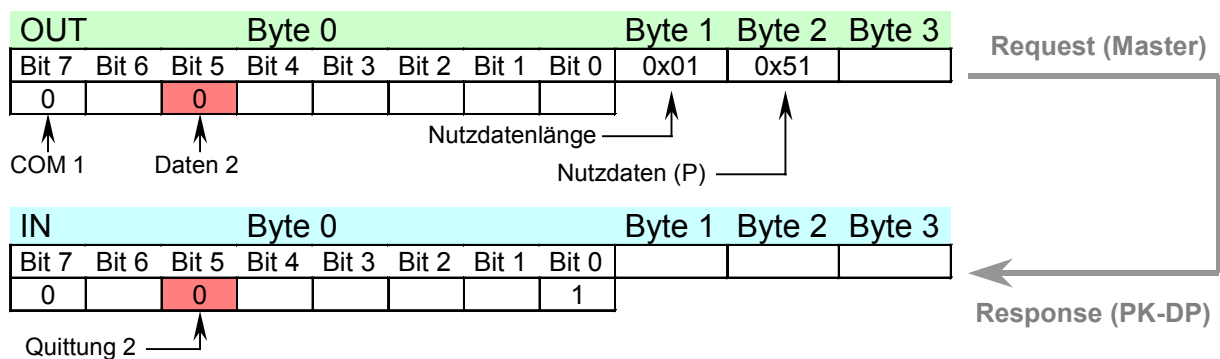 OUT Byte 0 Byte 1 Byte 2 Byte 3
Request (Master)
Bit 7 Bit 6 Bit 5 Bit 4 Bit 3 Bit 2 Bit 1 Bit 0 0x01 0x51
0 0
Nutzdatenlänge
COM 1 Daten 2
Nutzdaten (P)
IN Byte 0 Byte 1 Byte 2 Byte 3
Bit 7 Bit 6 Bit 5 Bit 4 Bit 3 Bit 2 Bit 1 Bit 0
0 0 1
Response (PK-DP)
Quittung 2